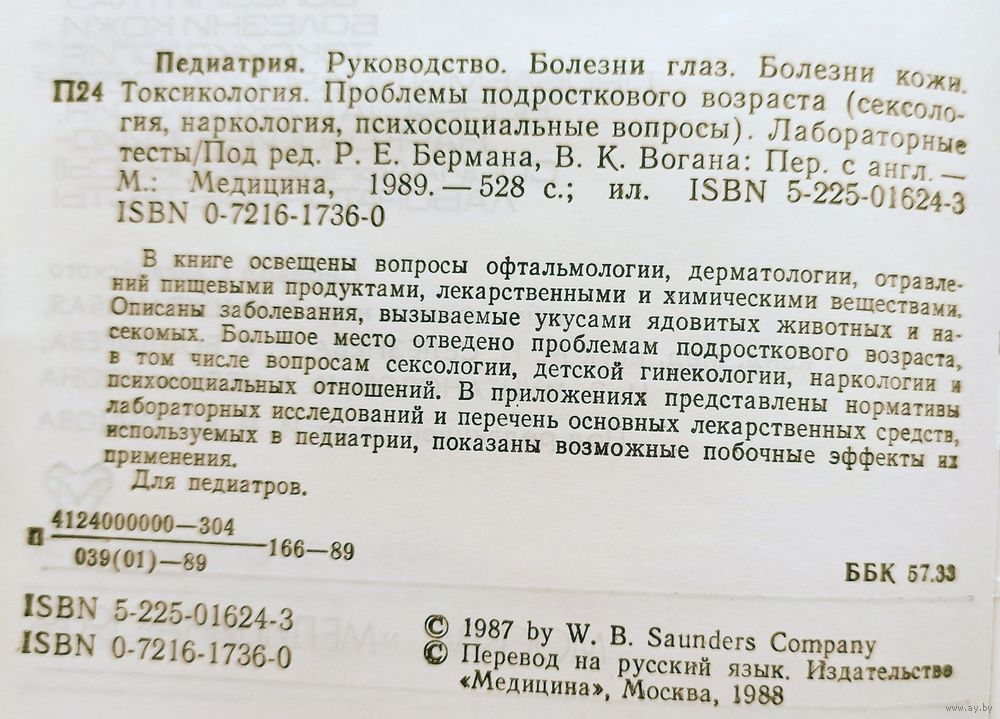 Педиатрия. Руководство. Болезни глаз. Болезни кожи.
П24 Токсикология. Проблемы подросткового возраста (сексоло-
гия, наркология, психосоциальные вопросы). Лабораторные
тесты/Под ред. Р. Е. Бермана, В. К. Вогана: Пер. с англ. —
М.: Медицина, 1989. — 528 с.; ил. ISBN 5-225-01624-3
ISBN 0-7216-1736-0
В книге освещены вопросы офтальмологии, дерматологии, отравле-
ний пищевыми продуктами, лекарственными и химическими веществами.
Описаны заболевания, вызываемые укусами ядовитых животных и на-
секомых. Большое место отведено проблемам подросткового возраста,
в том числе вопросам сексологии, детской гинекологии, наркологии и
психосоциальных отношений. В приложениях представлены нормативы
лабораторных исследований и перечень основных лекарственных средств,
используемых в педиатрии, показаны возможные побочные эффекты их
применения.
Для педиатров.
П 4124000000—304
039(01)—89
166—89
ББК 57.33
ISBN 5-225-01624-3
ISBN 0-7216-1736-0
© 1987 by W. B. Saunders Company
© Перевод на русский язык. Издательство
«Медицина», Москва, 1988
www.ay.by